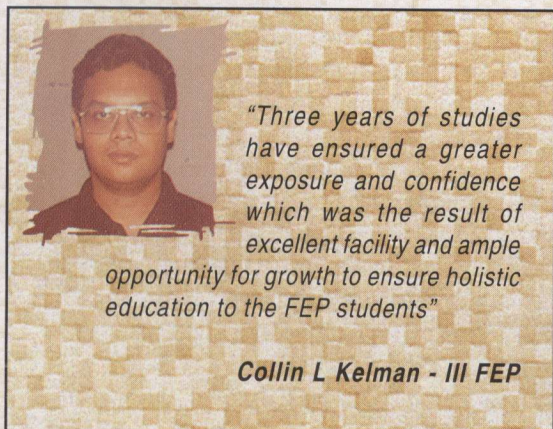 “Three years of studies
have ensured a greater
exposure and confidence
which was the result of
excellent facility and ample
opportunity for growth to ensure holistic
education to the FEP students”
Collin L Kelman - III FEP